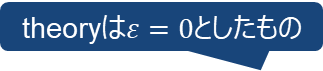 theoryはε = 0としたもの